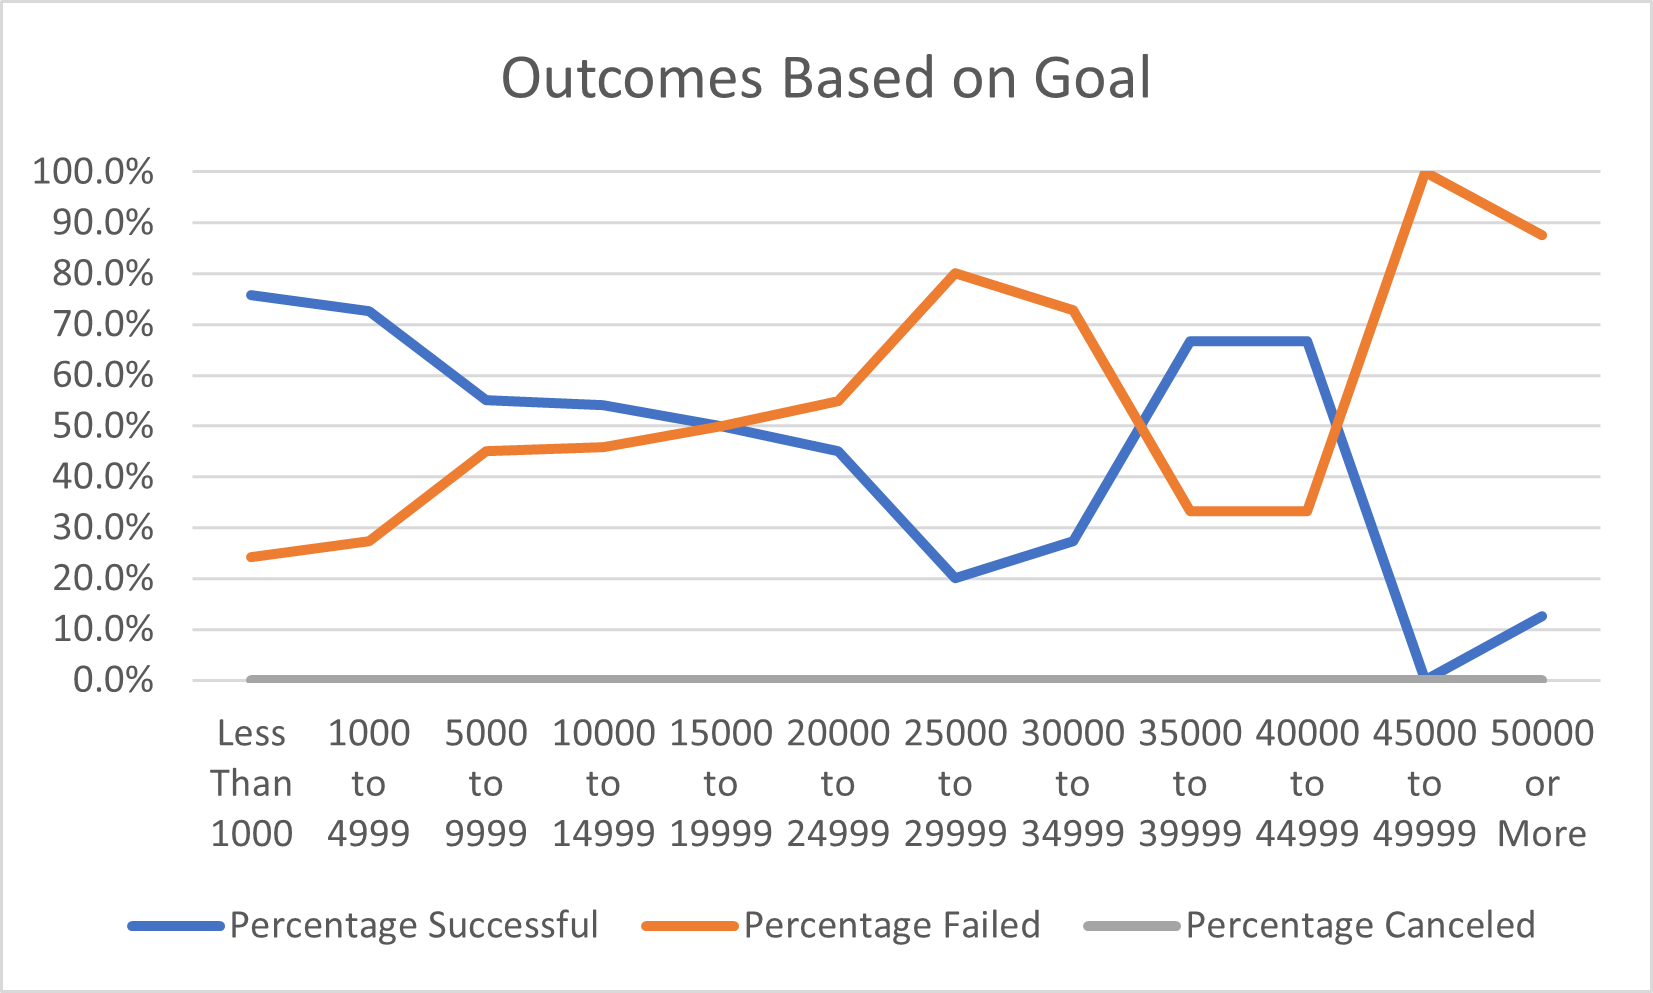 Outcomes Based on Goal
100.0%
90.0%
80.0%
70.0%
60.0%
50.0%
40.0%
30.0%
20.0%
10.0%
0.0%
Less 1000 5000 10000 15000 20000 25000 30000 35000 40000 45000 50000
Than to to to to to to to to to to or
1000 4999 9999 14999 19999 24999 29999 34999 39999 44999 49999 More
Percentage Successful Percentage Failed Percentage Canceled